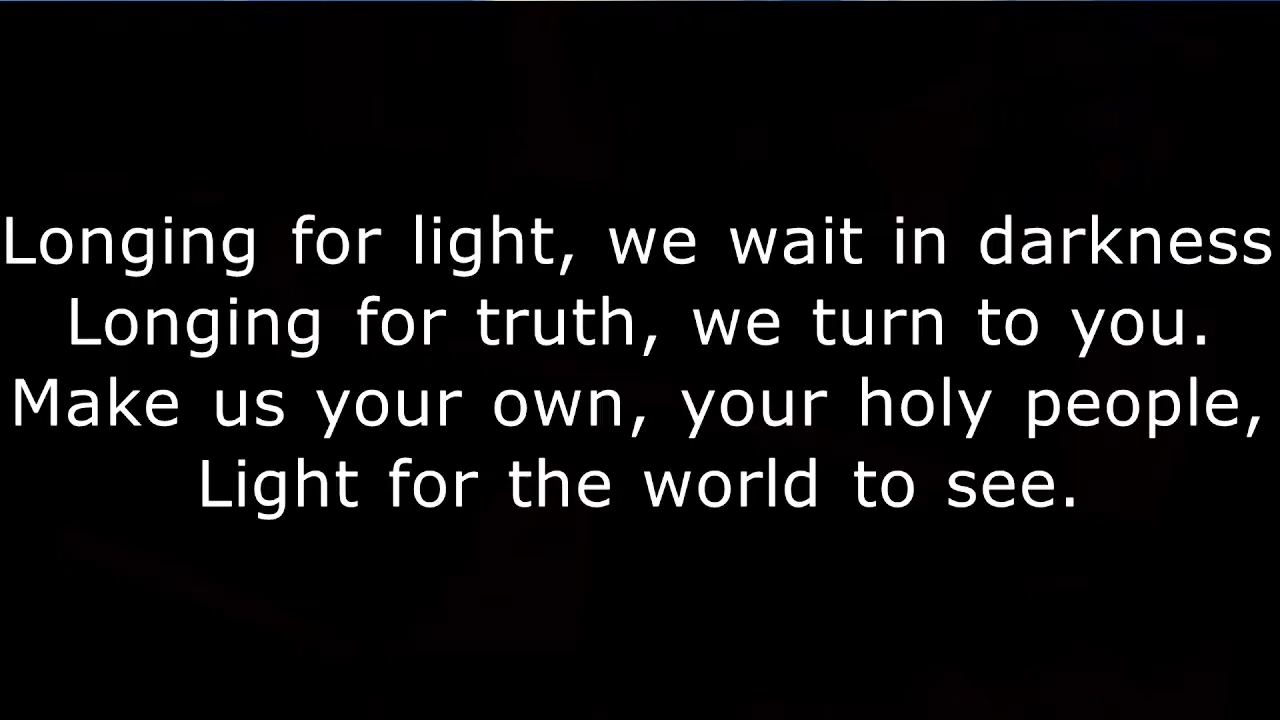 Longing for light, we wait in darkness
Longing for truth, we turn to you.
Make us your own, your holy people,
Light for the world to see.